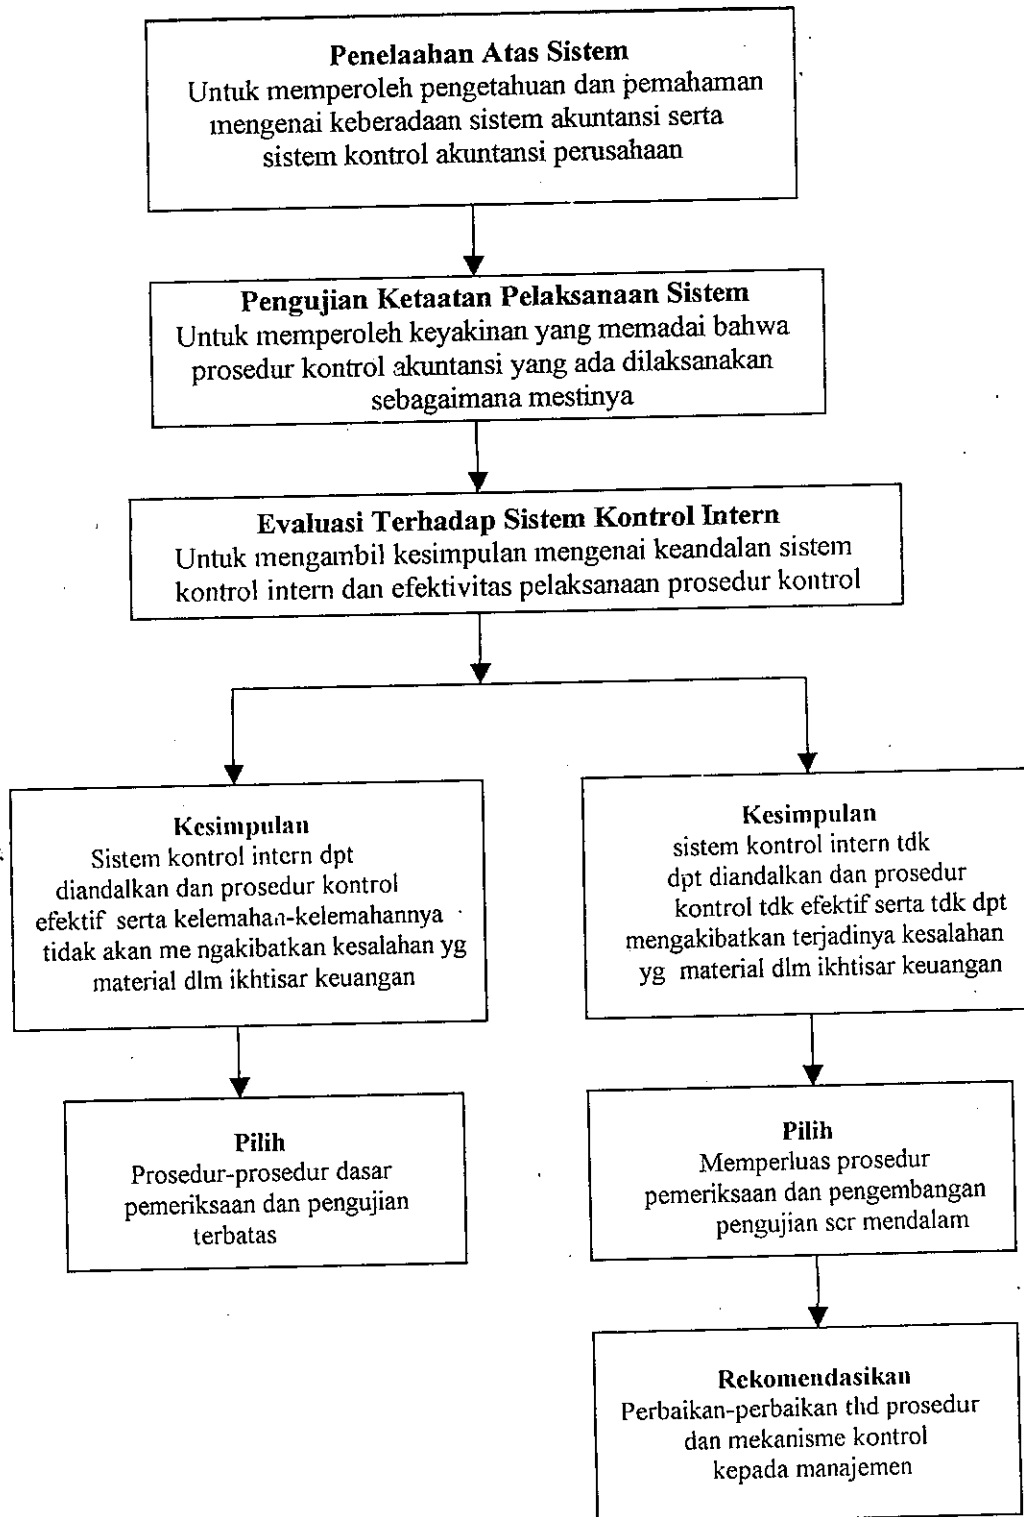 Penelaahan Atas Sistem
Untuk memperoleh pengetahuan dan pemahaman
mengenai keberadaan sistem akuntansi serta
sistem kontrol akuntansi perusahaan
Pengujian Ketaatan Pelaksanaan Sistem
Untuk memperoleh keyakinan yang memadai bahwa
prosedur kontrol akuntansi yang ada dilaksanakan
sebagaimana mestinya
Evaluasi Terhadap Sistem Kontrol Intern
Untuk mengambil kesimpulan mengenai keandalan sistem
kontrol intern dan efektivitas pelaksanaan prosedur kontrol
Kesimpulan
Sistem kontrol intern dpt
diandalkan dan prosedur kontrol
efektif serta kelemahan-kelemahannya
tidak akan me ngakibatkan kesalahan yg
material dlm ikhtisar keuangan
Kesimpulan
sistem kontrol intern tdk
dpt diandalkan dan prosedur
kontrol tdk efektif serta tdk dpt
mengakibatkan terjadinya kesalahan
yg material dlm ikhtisar keuangan
Pilih
Prosedur-prosedur dasar
pemeriksaan dan pengujian
terbatas
Pilih
Memperluas prosedur
pemeriksaan dan pengembangan
pengujian scr mendalam
Rekomendasikan
Perbaikan-perbaikan thd prosedur
dan mekanisme kontrol
kepada manajemen